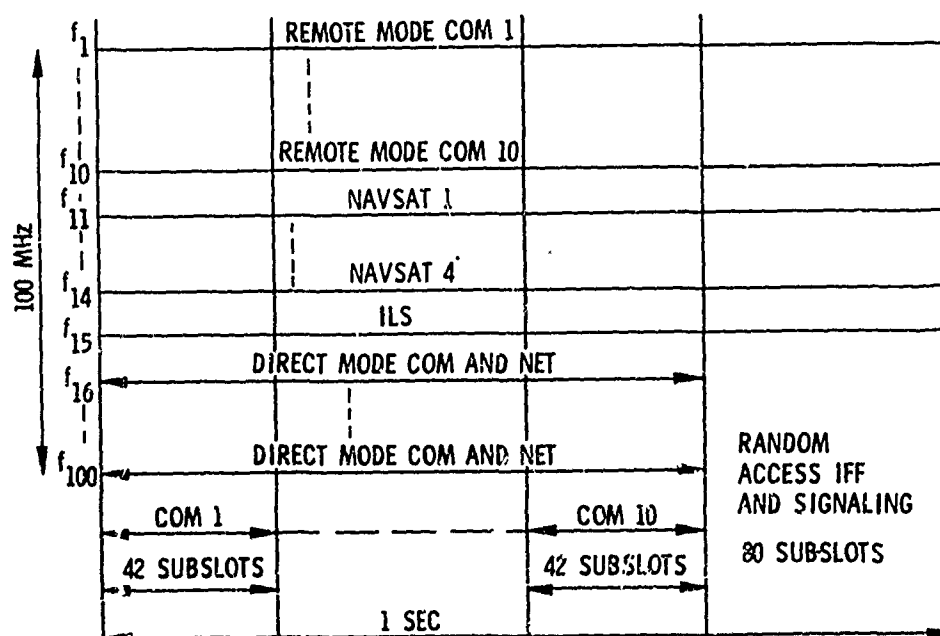 f1 REMOTE MODE COM 1
f10 REMOTE MODE COM 10
f11 NAVSAT 1
100 MHz
f14 NAVSAT 4
f15 ILS
f16 DIRECT MODE COM AND NET
f100 DIRECT MODE COM AND NET
RANDOM
ACCESS IFF
AND SIGNALING
80 SUBSLOTS
COM 1 COM 10
42 SUBSLOTS 42 SUBSLOTS
1 SEC